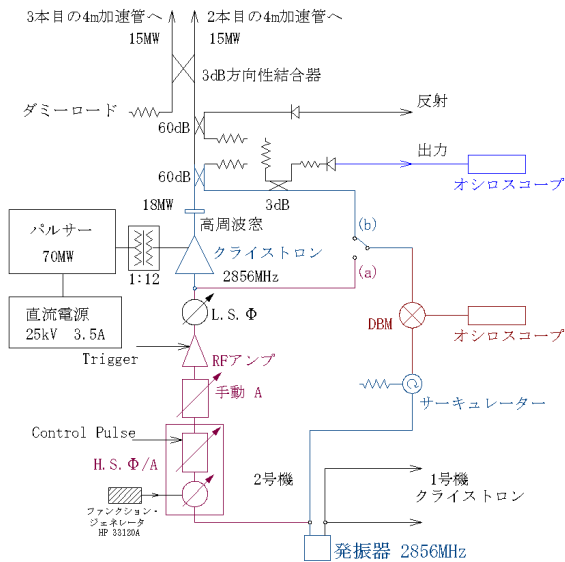 3本目の4m加速管へ
2本目の4m加速管へ
15MW
15MW
3dB方向性結合器
ダミーロード
反射
60dB
出力
60dB
3dB
オシロスコープ
18MW
高周波窓
(b)
パルサー
70MW
クライストロン
2856MHz
1:12
(a)
直流電源
25kV 3.5A
L.S.Φ
DBM
オシロスコープ
Trigger
RFアンプ
手動 A
サーキュレーター
Control Pulse
H.S.Φ/A
2号機
1号機
クライストロン
ファンクション・
ジェネレータ
HP 33120A
発振器 2856MHz